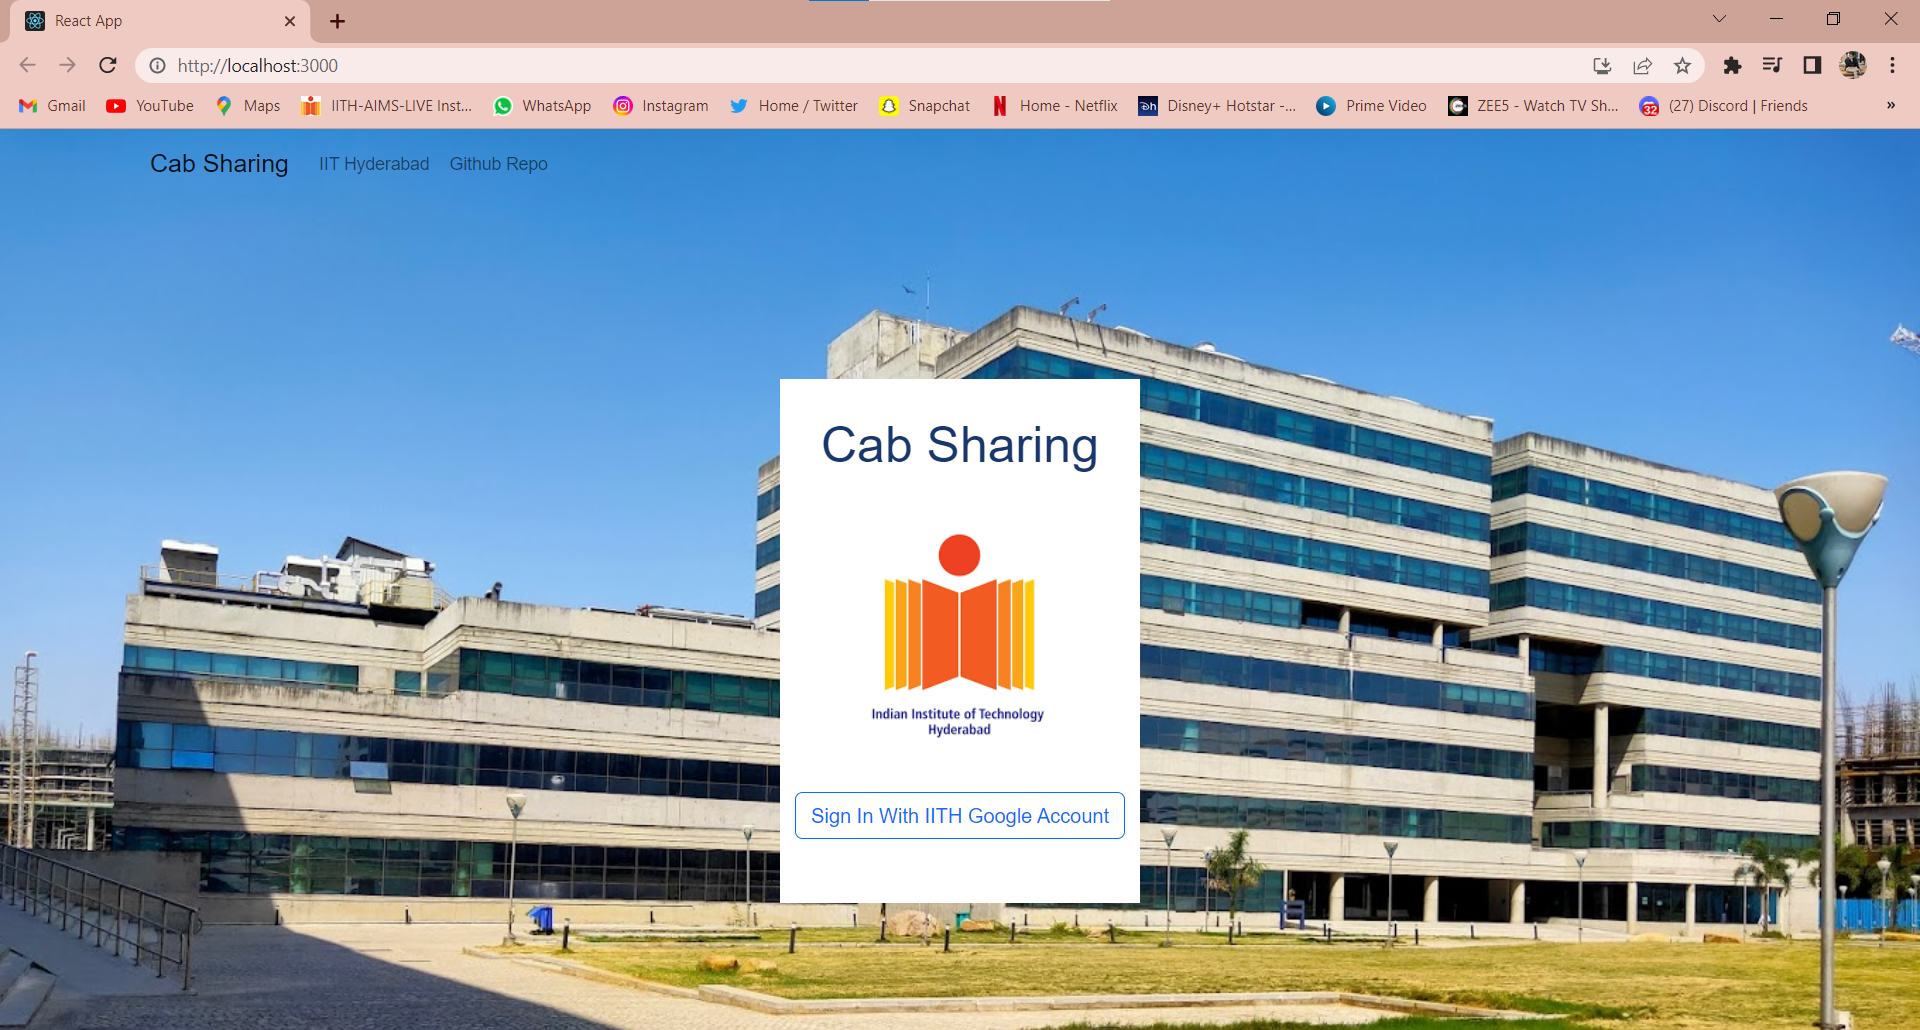 React App
http://localhost:3000
Gmail YouTube Maps IITH-AIMS-LIVE Inst... WhatsApp Instagram Home / Twitter Snapchat Home - Netflix Disney+ Hotstar -... Prime Video ZEE5 - Watch TV Sh... (27) Discord | Friends »
Cab Sharing IIT Hyderabad Github Repo
Cab Sharing
Indian Institute of Technology
Hyderabad
Sign In With IITH Google Account